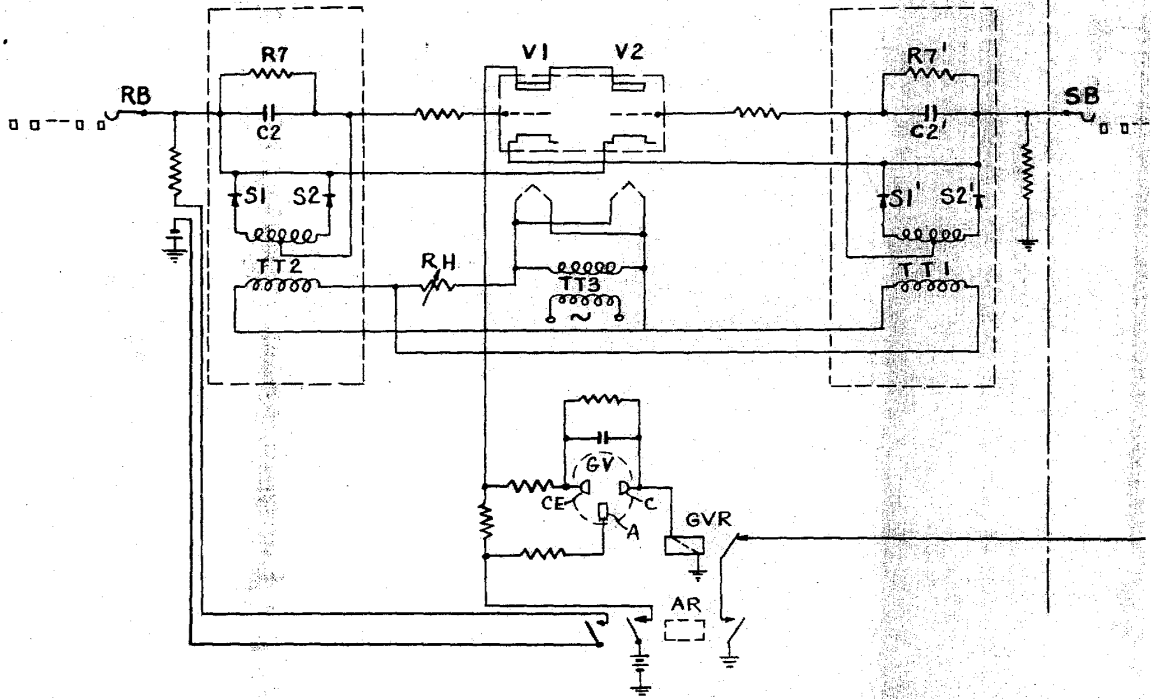 V1 V2
R7 R7'
RB SB
C2 C2'
S1 S2 S1' S2'
TT2 RH TT3 TT1
~
GV
CE C
A GVR
AR